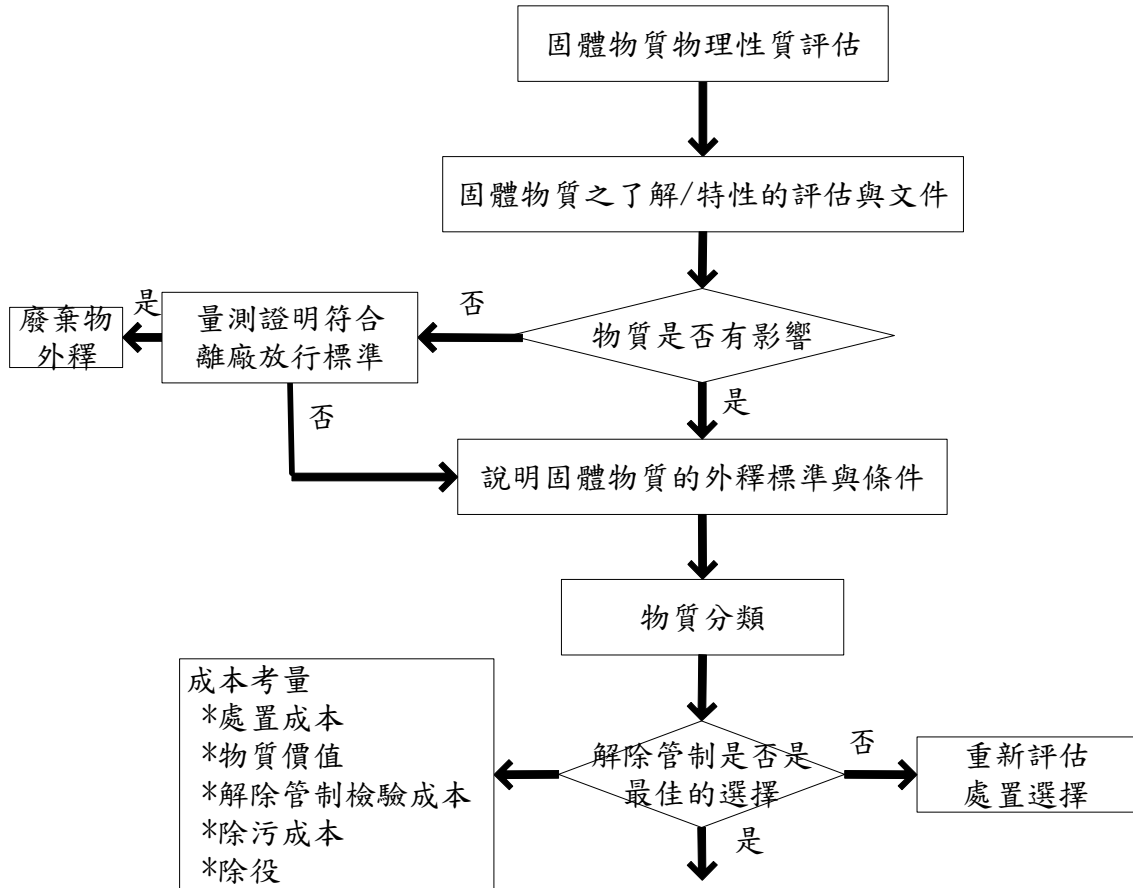 固體物質物理性質評估
固體物質之了解/特性的評估與文件
物質是否有影響
否
量測證明符合
離廠放行標準
是
廢棄物
外釋
否
是
說明固體物質的外釋標準與條件
物質分類
成本考量
*處置成本
*物質價值
*解除管制檢驗成本
*除污成本
*除役
解除管制是否是
最佳的選擇
否
重新評估
處置選擇
是